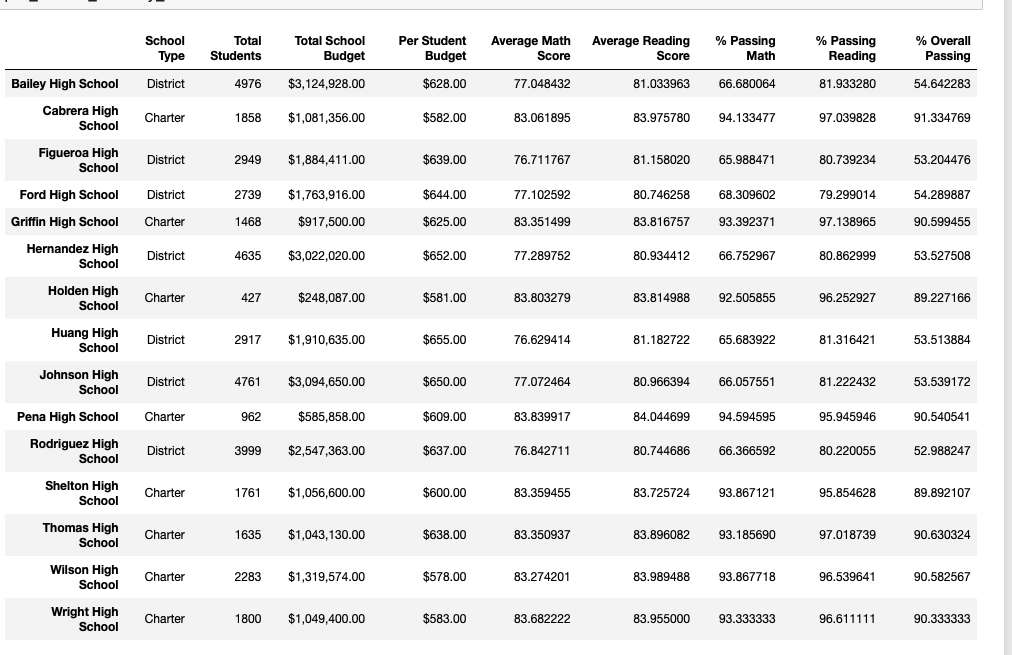 School Type Total Students Total School Budget Per Student Budget Average Math Score Average Reading Score % Passing Math % Passing Reading % Overall Passing
Bailey High School District 4976 $3,124,928.00 $628.00 77.048432 81.033963 66.680064 81.933280 54.642283
Cabrera High School Charter 1858 $1,081,356.00 $582.00 83.061895 83.975780 94.133477 97.039828 91.334769
Figueroa High School District 2949 $1,884,411.00 $639.00 76.711767 81.158020 65.988471 80.739234 53.204476
Ford High School District 2739 $1,763,916.00 $644.00 77.102592 80.746258 68.309602 79.299014 54.289887
Griffin High School Charter 1468 $917,500.00 $625.00 83.351499 83.816757 93.392371 97.138965 90.599455
Hernandez High School District 4635 $3,022,020.00 $652.00 77.289752 80.934412 66.752967 80.862999 53.527508
Holden High School Charter 427 $248,087.00 $581.00 83.803279 83.814988 92.505855 96.252927 89.227166
Huang High School District 2917 $1,910,635.00 $655.00 76.629414 81.182722 65.683922 81.316421 53.513884
Johnson High School District 4761 $3,094,650.00 $650.00 77.072464 80.966394 66.057551 81.222432 53.539172
Pena High School Charter 962 $585,858.00 $609.00 83.839917 84.044699 94.594595 95.945946 90.540541
Rodriguez High School District 3999 $2,547,363.00 $637.00 76.842711 80.744686 66.366592 80.220055 52.988247
Shelton High School Charter 1761 $1,056,600.00 $600.00 83.359455 83.725724 93.867121 95.854628 89.892107
Thomas High School Charter 1635 $1,043,130.00 $638.00 83.350937 83.896082 93.185690 97.018739 90.630324
Wilson High School Charter 2283 $1,319,574.00 $578.00 83.274201 83.989488 93.867718 96.539641 90.582567
Wright High School Charter 1800 $1,049,400.00 $583.00 83.682222 83.955000 93.333333 96.611111 90.333333